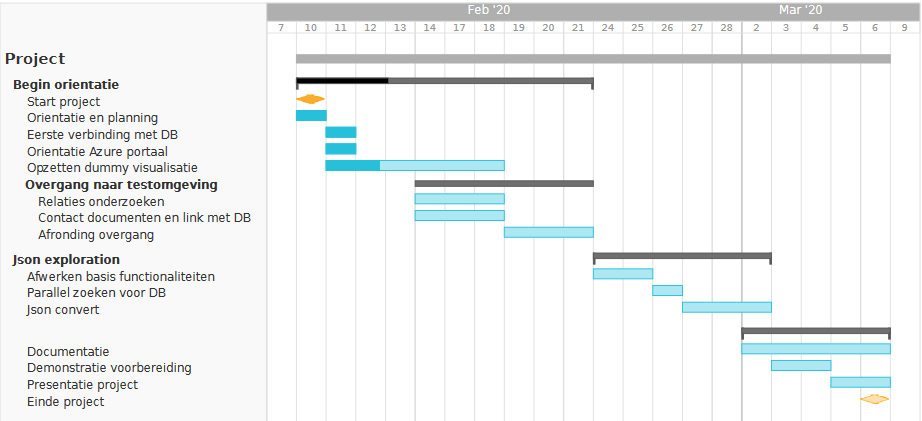 Feb '20 Mar '20
7 10 11 12 13 14 17 18 19 20 21 24 25 26 27 28 2 3 4 5 6 9
Project
Begin orientatie
Start project
Orientatie en planning
Eerste verbinding met DB
Orientatie Azure portaal
Opzetten dummy visualisatie
Overgang naar testomgeving
Relaties onderzoeken
Contact documenten en link met DB
Afronding overgang
Json exploration
Afwerken basis functionaliteiten
Parallel zoeken voor DB
Json convert
Documentatie
Demonstratie voorbereiding
Presentatie project
Einde project